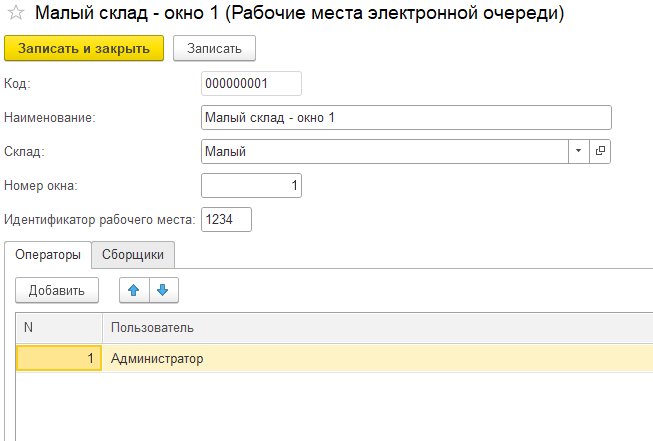 Малый склад - окно 1 (Рабочие места электронной очереди)
Записать и закрыть Записать
Код: 000000001
Наименование: Малый склад - окно 1
Склад: Малый
Номер окна: 1
Идентификатор рабочего места: 1234
Операторы Сборщики
Добавить
N Пользователь
1 Администратор